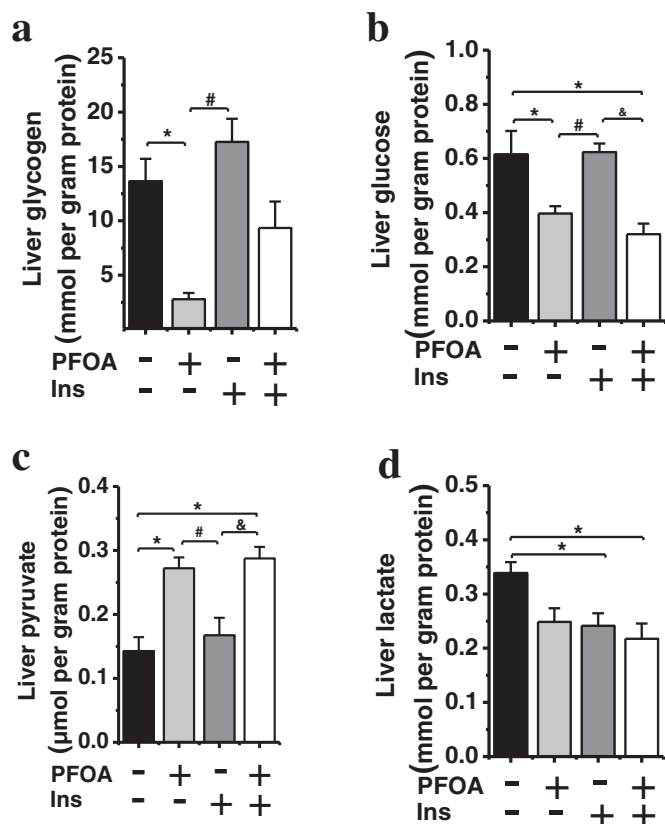 a
Liver glycogen
(mmol per gram protein)
25
20
15
10
5
* #
PFOA - + - +
Ins - - + +
b
Liver glucose
(mmol per gram protein)
1.0
0.8
0.6
0.4
0.2
0.0
*
* # &
PFOA - + - +
Ins - - + +
c
Liver pyruvate
(μmol per gram protein)
0.4
0.3
0.2
0.1
0.0
*
* # &
PFOA - + - +
Ins - - + +
d
Liver lactate
(mmol per gram protein)
0.5
0.4
0.3
0.2
0.1
0.0
*
*
PFOA - + - +
Ins - - + +